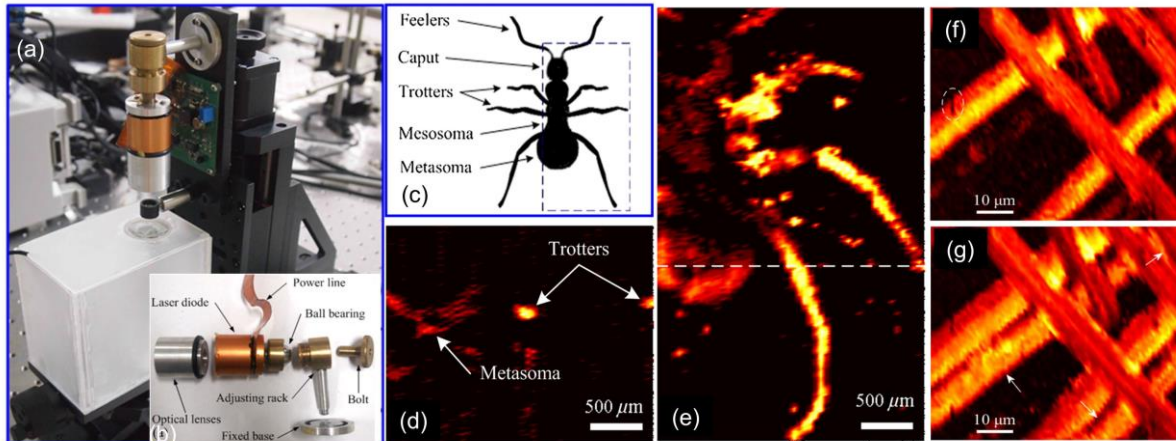 (a)
Power line
Laser diode
Ball bearing
Optical lenses
Adjusting rack
Bolt
Fixed base
(b)
(c)
Feelers
Caput
Trotters
Mesosoma
Metasoma
(d)
Trotters
Metasoma
500 μm
(e)
500 μm
(f)
10 μm
(g)
10 μm